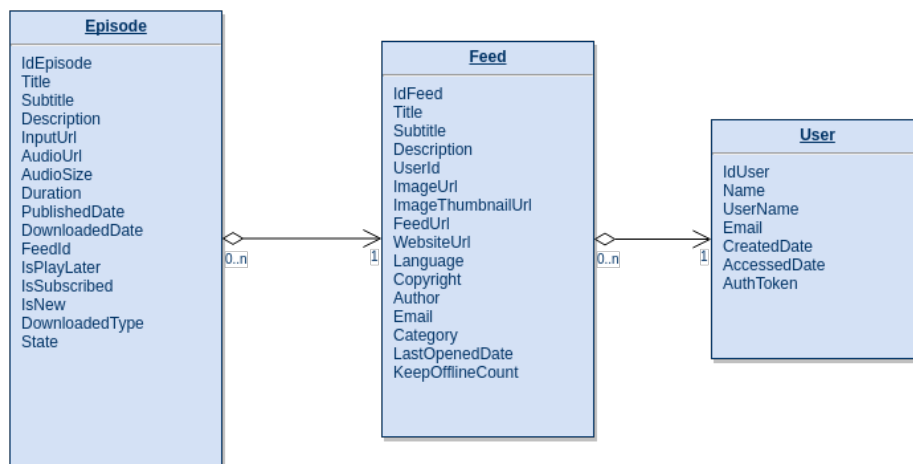 Episode
IdEpisode
Title
Subtitle
Description
InputUrl
AudioUrl
AudioSize
Duration
PublishedDate
DownloadedDate
FeedId
IsPlayLater
IsSubscribed
IsNew
DownloadedType
State
0..n
1
Feed
IdFeed
Title
Subtitle
Description
UserId
ImageUrl
ImageThumbnailUrl
FeedUrl
WebsiteUrl
Language
Copyright
Author
Email
Category
LastOpenedDate
KeepOfflineCount
0..n
1
User
IdUser
Name
UserName
Email
CreatedDate
AccessedDate
AuthToken